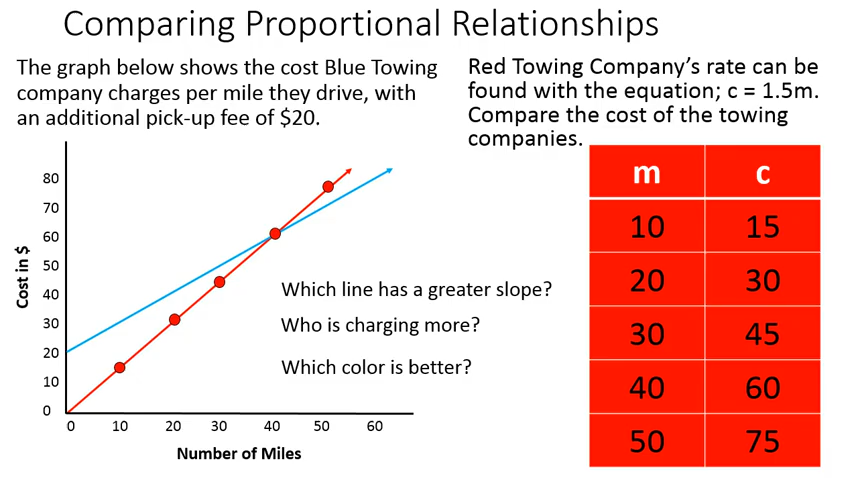 Comparing Proportional Relationships
The graph below shows the cost Blue Towing
company charges per mile they drive, with
an additional pick-up fee of $20.
Red Towing Company’s rate can be
found with the equation; c = 1.5m.
Compare the cost of the towing
companies.
80
70
60
50
40
30
20
10
0
Cost in $
0 10 20 30 40 50 60
Number of Miles
Which line has a greater slope?
Who is charging more?
Which color is better?
m c
10 15
20 30
30 45
40 60
50 75